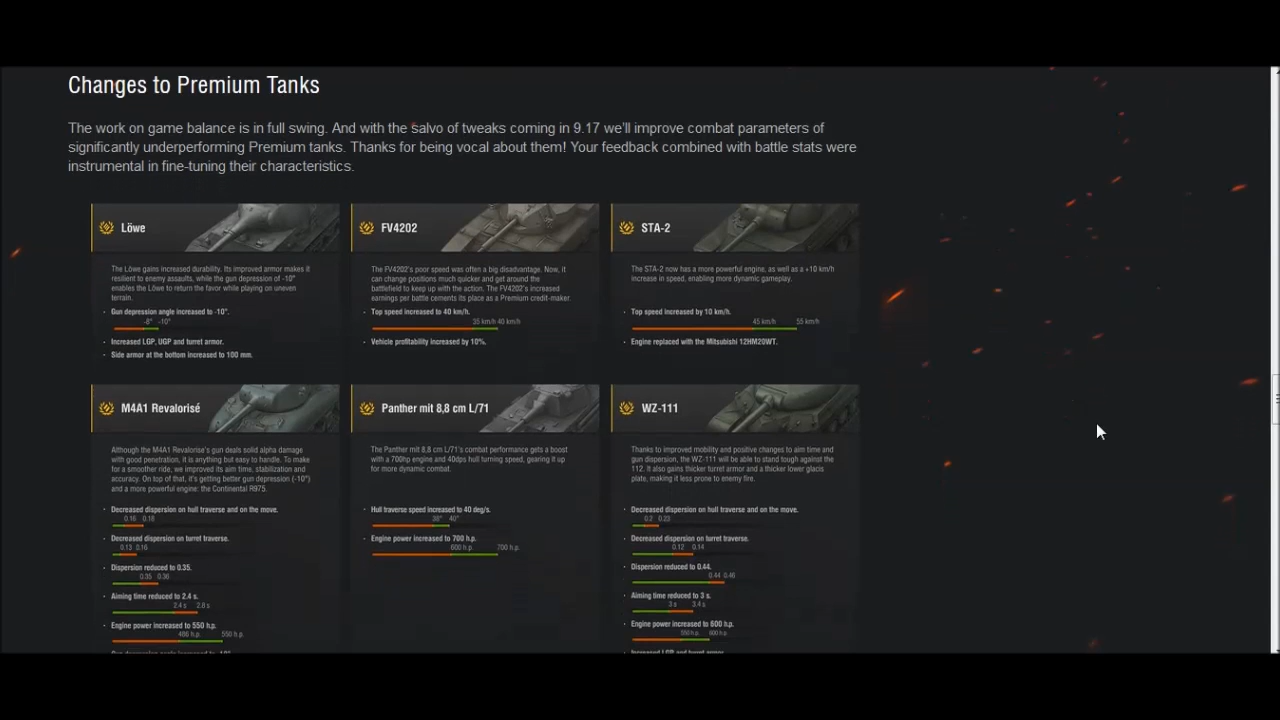 Changes to Premium Tanks
The work on game balance is in full swing. And with the salvo of tweaks coming in 9.17 we'll improve combat parameters of
significantly underperforming Premium tanks. Thanks for being vocal about them! Your feedback combined with battle stats were
instrumental in fine-tuning their characteristics.
Löwe
The Löwe gains increased durability. Its improved armor makes it
resilient to enemy assaults, while the gun depression of -10°
enables the Löwe to return the favor while playing on uneven
terrain.
· Gun depression angle increased to -10°.
-8° -10°
· Increased LGP, UGP and turret armor.
· Side armor at the bottom increased to 100 mm.
FV4202
The FV4202's poor speed was often a big disadvantage. Now, it
can change positions much quicker and get around the
battlefield to keep up with the action. The FV4202's increased
earnings per battle cements its place as a Premium credit-maker.
· Top speed increased to 40 km/h.
35 km/h 40 km/h
· Vehicle profitability increased by 10%.
STA-2
The STA-2 now has a more powerful engine, as well as a +10 km/h
increase in speed, enabling more dynamic gameplay.
· Top speed increased by 10 km/h.
45 km/h 55 km/h
· Engine replaced with the Mitsubishi 12HM20WT.
M4A1 Revalorisé
Although the M4A1 Revalorise's gun deals solid alpha damage
with good penetration, it is anything but easy to handle. To make
for a smoother ride, we improved its aim time, stabilization and
accuracy. On top of that, it's getting better gun depression (-10°)
and a more powerful engine: the Continental R975.
· Decreased dispersion on hull traverse and on the move.
0.16 0.18
· Decreased dispersion on turret traverse.
0.13 0.16
· Dispersion reduced to 0.35.
0.35 0.36
· Aiming time reduced to 2.4 s.
2.4 s 2.8 s
· Engine power increased to 550 h.p.
486 h.p. 550 h.p.
Panther mit 8,8 cm L/71
The Panther mit 8,8 cm L/71's combat performance gets a boost
with a 700hp engine and 40dps hull turning speed, gearing it up
for more dynamic combat.
· Hull traverse speed increased to 40 deg/s.
38° 40°
· Engine power increased to 700 h.p.
600 h.p. 700 h.p.
WZ-111
Thanks to improved mobility and positive changes to aim time and
gun dispersion, the WZ-111 will be able to stand tough against the
112. It also gains thicker turret armor and a thicker lower glacis
plate, making it less prone to enemy fire.
· Decreased dispersion on hull traverse and on the move.
0.2 0.23
· Decreased dispersion on turret traverse.
0.12 0.14
· Dispersion reduced to 0.44.
0.44 0.46
· Aiming time reduced to 3 s.
3 s 3.4 s
· Engine power increased to 600 h.p.
550 h.p. 600 h.p.